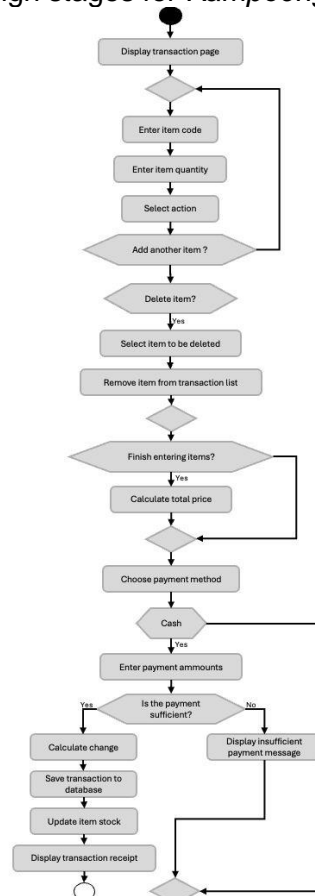 Display transaction page
Enter item code
Enter item quantity
Select action
Add another item ?
Delete item?
Yes
Select item to be deleted
Remove item from transaction list
Finish entering items?
Yes
Calculate total price
Choose payment method
Cash
Yes
Enter payment ammounts
Is the payment
sufficient?
Yes
No
Calculate change
Display insufficient
payment message
Save transaction to
database
Update item stock
Display transaction receipt